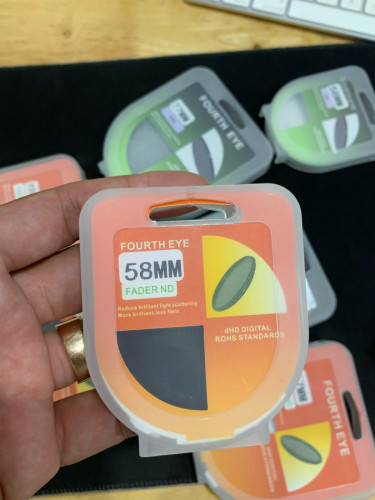 FOURTH EYE
FOURTH EYE
58MM
FADER ND
Reduce brilliant light scattering
More brilliant, less flare
dHD DIGITAL
ROHS STANDARDS
FOURTH EYE